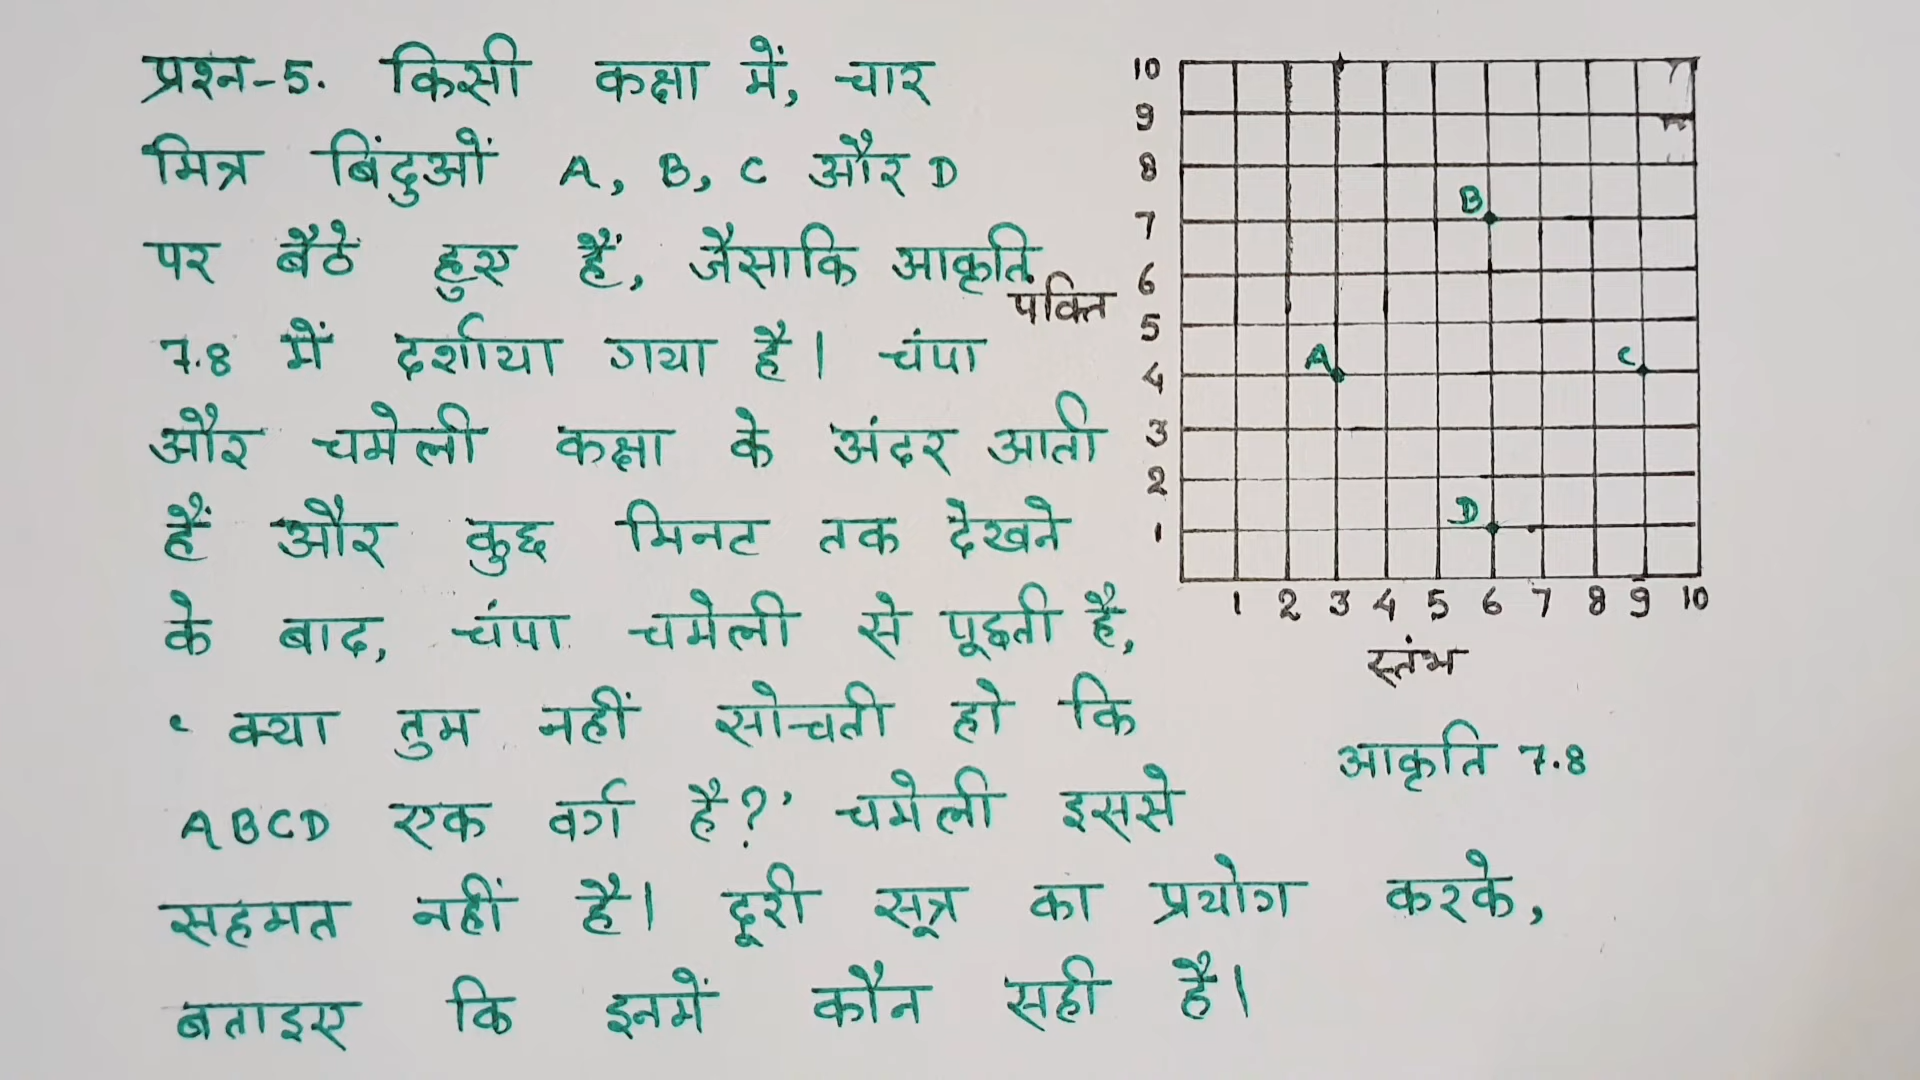 प्रश्न-5. किसी कक्षा में, चार
मित्र बिंदुओं A, B, C और D
पर बैठे हुए हैं, जैसाकि आकृति
7.8 में दर्शाया गया है। चंपा
और चमेली कक्षा के अंदर आती
हैं और कुछ मिनट तक देखने
के बाद, चंपा चमेली से पूछती है,
‘ क्या तुम नहीं सोचती हो कि
ABCD एक वर्ग है?’ चमेली इससे
सहमत नहीं है। दूरी सूत्र का प्रयोग करके,
बताइए कि इनमें कौन सही है।
10
9
8
B
7
6
पक्ति
5
A
C
4
3
2
D
1
1 2 3 4 5 6 7 8 9 10
स्तंभ
आकृति 7.8